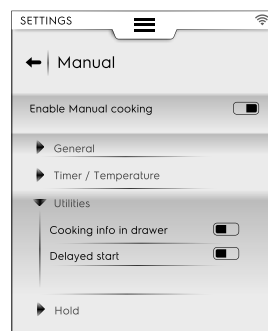 SETTINGS
Manual
Enable Manual cooking
General
Timer / Temperature
Utilities
Cooking info in drawer
Delayed start
Hold